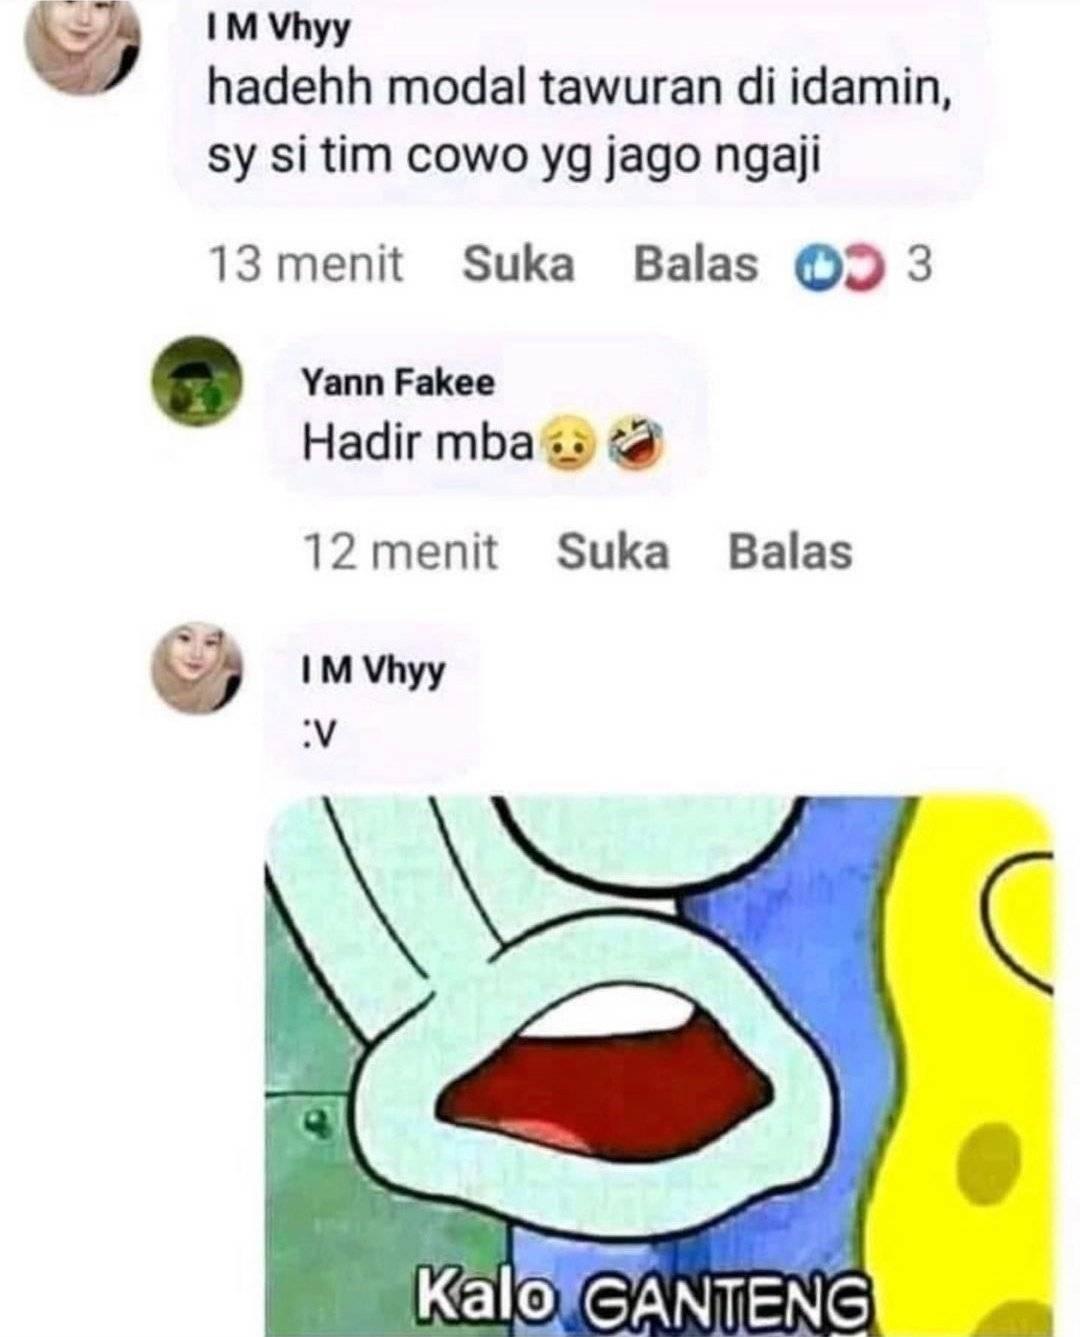 I M Vhyy
hadehh modal tawuran di idamin,
sy si tim cowo yg jago ngaji
13 menit Suka Balas 3
Yann Fakee
Hadir mba😟🤣
12 menit Suka Balas
I M Vhyy
:v
Kalo GANTENG